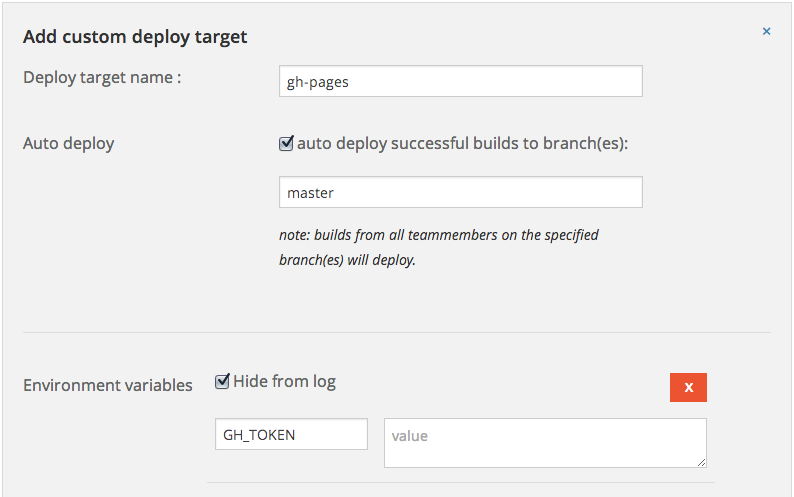 Add custom deploy target
×
Deploy target name :
gh-pages
Auto deploy
auto deploy successful builds to branch(es):
master
note: builds from all teammembers on the specified
branch(es) will deploy.
Environment variables
Hide from log
x
GH_TOKEN
value